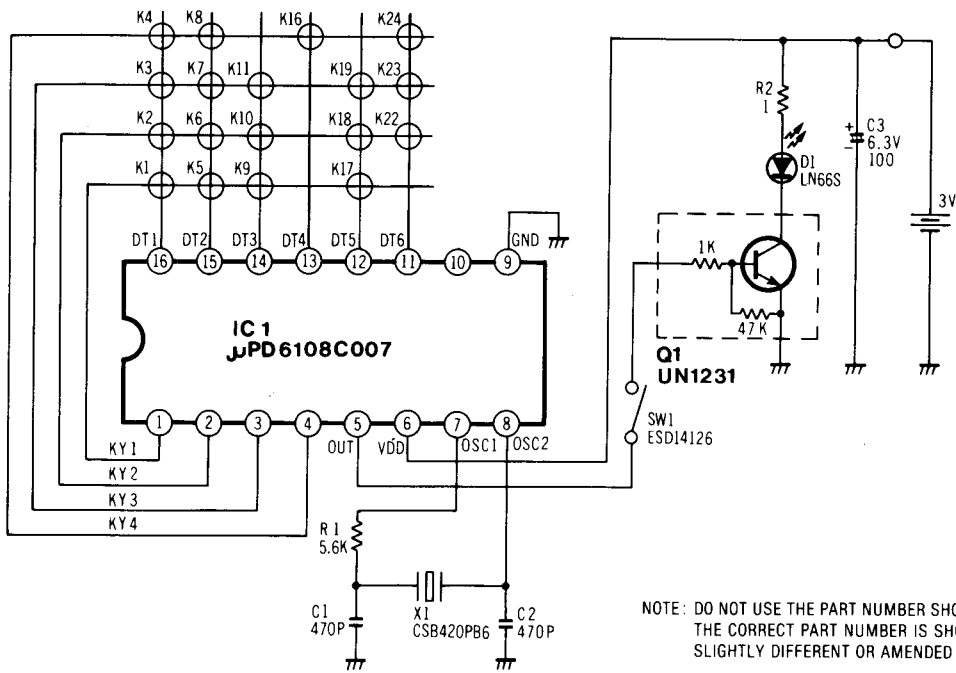 K4 K8 K16 K24
K3 K7 K11 K19 K23
K2 K6 K10 K18 K22
K1 K5 K9 K17
DT1 DT2 DT3 DT4 DT5 DT6 GND
16 15 14 13 12 11 10 9
IC 1
μPD6108C007
1 2 3 4 5 6 7 8
OUT VDD OSC1 OSC2
KY1
KY2
KY3
KY4
R1
5.6K
C1
470P
X1
CSB420PB6
C2
470P
R2
1
D1
LN66S
+
-
C3
6.3V
100
3V
1K
47K
Q1
UN1231
SW1
ESD14126
NOTE: DO NOT USE THE PART NUMBER SHO
THE CORRECT PART NUMBER IS SHO
SLIGHTLY DIFFERENT OR AMENDED